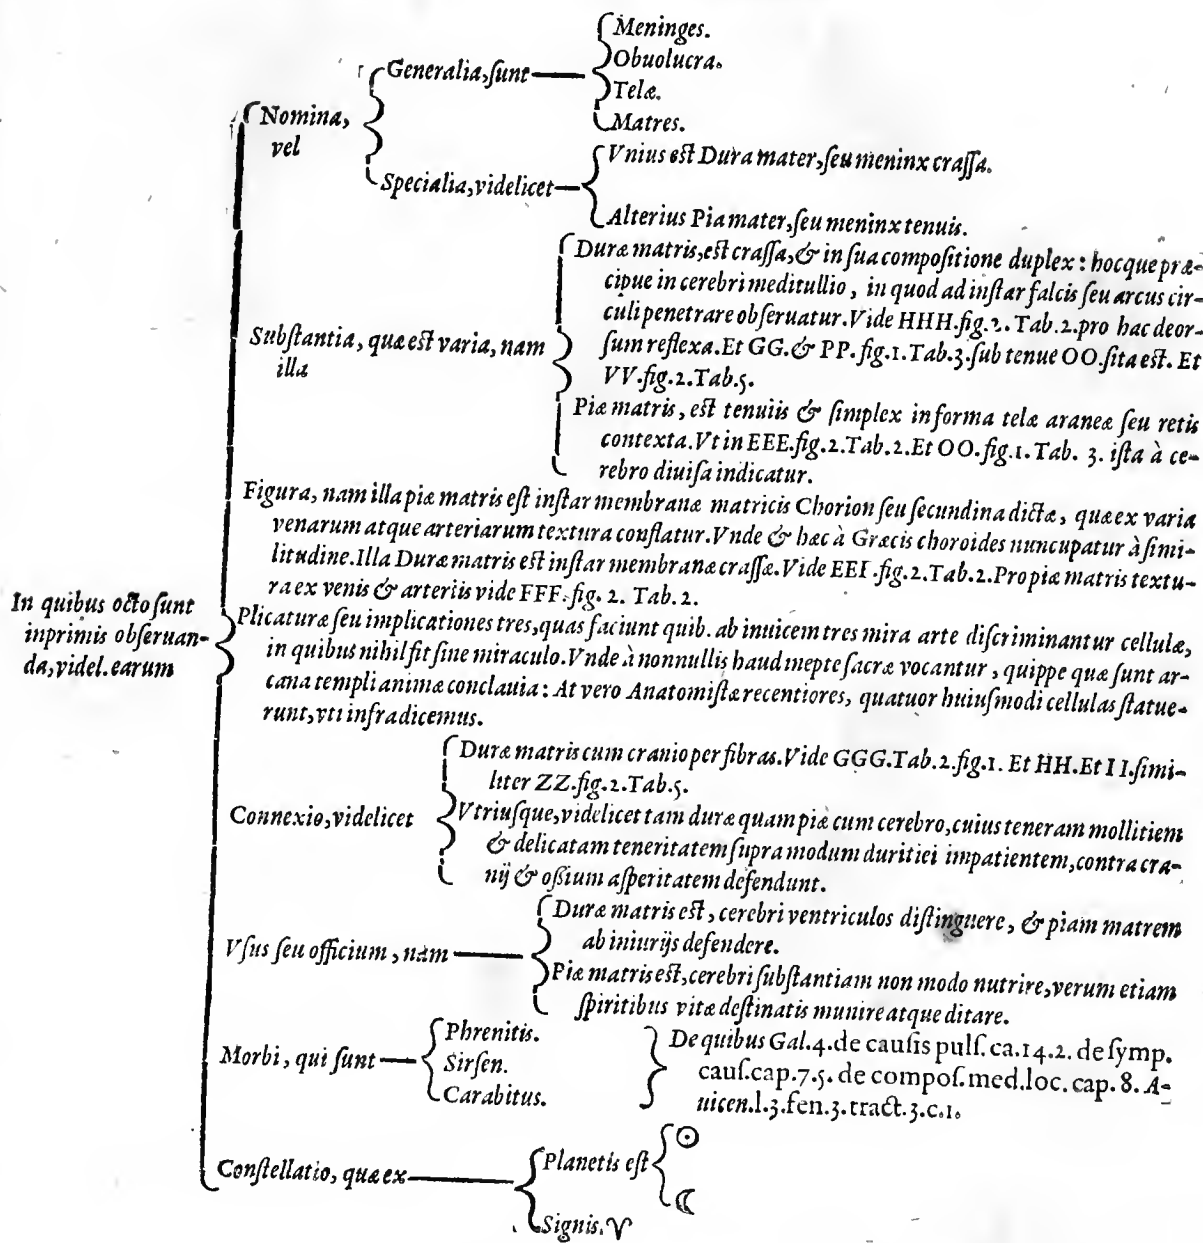 Meninges.
Generalia, ſunt
Obuolucra.
Telæ.
Matres.
Nomina,
vel
Specialia, videlicet
Vnius eſt Dura mater, ſeu meninx craſſa.
Alterius Pia mater, ſeu meninx tenuis.
Subſtantia, quæ eſt varia, nam
illa
Duræ matris, eſt craſſa, & in ſua compoſitione duplex: hocque præ-
cipue in cerebri meditullio, in quod ad inſtar falcis ſeu arcus cir-
culi penetrare obſeruatur. Vide HHH. fig. 2. Tab. 2. pro hac deor-
ſum reflexa. Et GG. & PP. fig. 1. Tab. 3. ſub tenue OO. ſita eſt. Et
VV. fig. 2. Tab. 5.
Piæ matris, eſt tenuiis & ſimplex in forma telæ araneæ ſeu retis
contexta. Vt in EEE. fig. 2. Tab. 2. Et OO. fig. 1. Tab. 3. iſta à ce-
rebro diuiſa indicatur.
Figura, nam illa piæ matris eſt inſtar membranæ matricis Chorion ſeu ſecundina dictæ, quæ ex varia
venarum atque arteriarum textura conflatur. Vnde & hæc à Græcis choroides nuncupatur à ſimi-
litudine. Illa Duræ matris eſt inſtar membranæ craſſæ. Vide EEI. fig. 2. Tab. 2. Pro piæ matris textu-
ra ex venis & arteriis vide FFF. fig. 2. Tab. 2.
In quibus octo ſunt
inprimis obſeruan-
da, videl. earum
Plicaturæ ſeu implicationes tres, quas faciunt quib. ab inuicem tres mira arte diſcriminantur cellulæ,
in quibus nihil fit ſine miraculo. Vnde à nonnullis haud inepte ſacræ vocantur, quippe quæ ſunt ar-
cana templi animæ conclauia: At vero Anatomiſtæ recentiores, quatuor huiuſmodi cellulas ſtatue-
runt, vti infra dicemus.
Connexio, videlicet
Duræ matris cum cranio per fibras. Vide GGG. Tab. 2. fig. 1. Et HH. Et II. ſimi-
liter ZZ. fig. 2. Tab. 5.
Vtriuſque, videlicet tam duræ quam piæ cum cerebro, cuius teneram mollitiem
& delicatam teneritatem ſupra modum duritiei impatientem, contra cra-
nij & oſſium aſperitatem defendunt.
Vſus ſeu officium, nam
Duræ matris eſt, cerebri ventriculos diſtinguere, & piam matrem
ab iniurijs defendere.
Piæ matris eſt, cerebri ſubſtantiam non modo nutrire, verum etiam
ſpiritibus vitæ deſtinatis munire atque ditare.
Morbi, qui ſunt
Phrenitis.
Sirſen.
Carabitus.
De quibus Gal. 4. de cauſis pulſ. ca. 14. 2. de ſymp.
cauſ. cap. 7. 5. de compoſ. med. loc. cap. 8. A-
uicen. l. 3. fen. 3. tract. 3. c. 1.
Conſtellatio, quæ ex
Planetis eſt
☉
☾
Signis. ♈